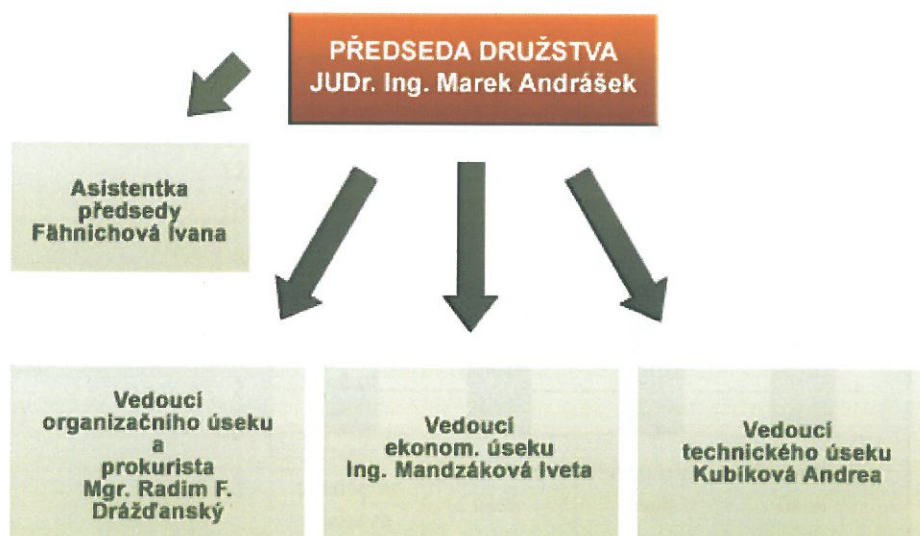 PŘEDSEDA DRUŽSTVA
JUDr. Ing. Marek Andrášek
Asistentka
předsedy
Fähnichová Ivana
Vedoucí
organizačního úseku
a
prokurista
Mgr. Radim F.
Drážďanský
Vedoucí
ekonom. úseku
Ing. Mandzáková Iveta
Vedoucí
technického úseku
Kubíková Andrea